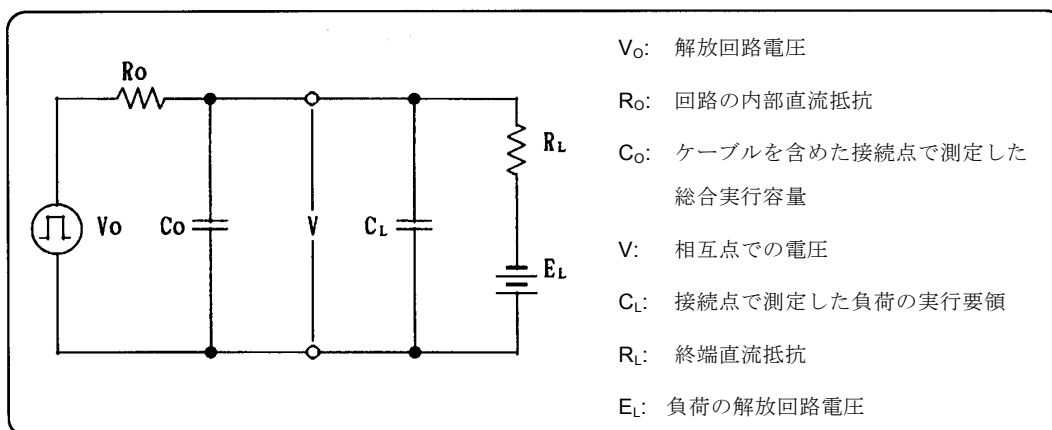 Ro
RL
Vo
Co
V
CL
EL
VO: 解放回路電圧
RO: 回路の内部直流抵抗
CO: ケーブルを含めた接続点で測定した
総合実行容量
V: 相互点での電圧
CL: 接続点で測定した負荷の実行要領
RL: 終端直流抵抗
EL: 負荷の解放回路電圧